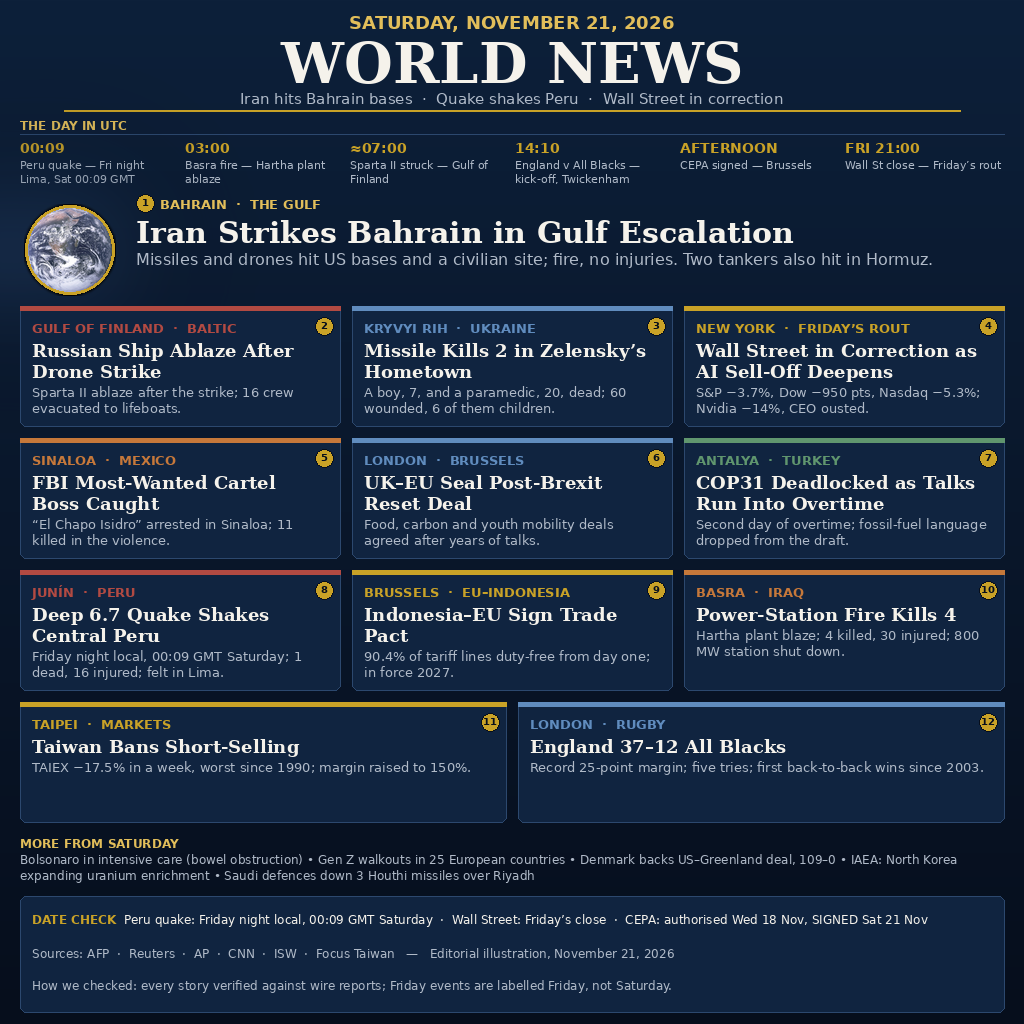 SATURDAY, NOVEMBER 21, 2026
WORLD NEWS
Iran hits Bahrain bases · Quake shakes Peru · Wall Street in correction
THE DAY IN UTC
00:09
Peru quake — Fri night
Lima, Sat 00:09 GMT
03:00
Basra fire — Hartha plant
ablaze
≈07:00
Sparta II struck — Gulf of
Finland
14:10
England v All Blacks —
kick-off, Twickenham
AFTERNOON
CEPA signed — Brussels
FRI 21:00
Wall St close — Friday’s rout
1 BAHRAIN · THE GULF
Iran Strikes Bahrain in Gulf Escalation
Missiles and drones hit US bases and a civilian site; fire, no injuries. Two tankers also hit in Hormuz.
GULF OF FINLAND · BALTIC 2
Russian Ship Ablaze After
Drone Strike
Sparta II ablaze after the strike; 16 crew
evacuated to lifeboats.
KRYVYI RIH · UKRAINE 3
Missile Kills 2 in Zelensky’s
Hometown
A boy, 7, and a paramedic, 20, dead; 60
wounded, 6 of them children.
NEW YORK · FRIDAY’S ROUT 4
Wall Street in Correction as
AI Sell-Off Deepens
S&P −3.7%, Dow −950 pts, Nasdaq −5.3%;
Nvidia −14%, CEO ousted.
SINALOA · MEXICO 5
FBI Most-Wanted Cartel
Boss Caught
“El Chapo Isidro” arrested in Sinaloa; 11
killed in the violence.
LONDON · BRUSSELS 6
UK–EU Seal Post-Brexit
Reset Deal
Food, carbon and youth mobility deals
agreed after years of talks.
ANTALYA · TURKEY 7
COP31 Deadlocked as Talks
Run Into Overtime
Second day of overtime; fossil-fuel language
dropped from the draft.
JUNÍN · PERU 8
Deep 6.7 Quake Shakes
Central Peru
Friday night local, 00:09 GMT Saturday; 1
dead, 16 injured; felt in Lima.
BRUSSELS · EU–INDONESIA 9
Indonesia–EU Sign Trade
Pact
90.4% of tariff lines duty-free from day one;
in force 2027.
BASRA · IRAQ 10
Power-Station Fire Kills 4
Hartha plant blaze; 4 killed, 30 injured; 800
MW station shut down.
TAIPEI · MARKETS 11
Taiwan Bans Short-Selling
TAIEX −17.5% in a week, worst since 1990; margin raised to 150%.
LONDON · RUGBY 12
England 37–12 All Blacks
Record 25-point margin; five tries; first back-to-back wins since 2003.
MORE FROM SATURDAY
Bolsonaro in intensive care (bowel obstruction) • Gen Z walkouts in 25 European countries • Denmark backs US–Greenland deal, 109–0 • IAEA: North Korea
expanding uranium enrichment • Saudi defences down 3 Houthi missiles over Riyadh
DATE CHECK Peru quake: Friday night local, 00:09 GMT Saturday · Wall Street: Friday’s close · CEPA: authorised Wed 18 Nov, SIGNED Sat 21 Nov
Sources: AFP · Reuters · AP · CNN · ISW · Focus Taiwan — Editorial illustration, November 21, 2026
How we checked: every story verified against wire reports; Friday events are labelled Friday, not Saturday.